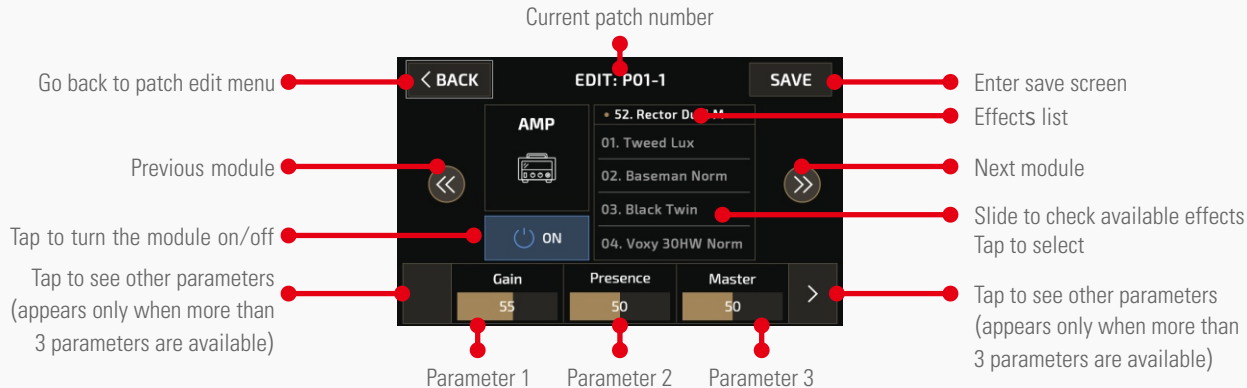 Current patch number
Go back to patch edit menu
Previous module
Tap to turn the module on/off
Tap to see other parameters
(appears only when more than
3 parameters are available)
BACK
EDIT: P01-1
SAVE
AMP
ON
• 52. Rector
01. Tweed Lux
02. Baseman Norm
03. Black Twin
04. Voxy 30HW Norm
Gain
Presence
Master
55
50
50
Enter save screen
Effects list
Next module
Slide to check available effects
Tap to select
Tap to see other parameters
(appears only when more than
3 parameters are available)
Parameter 1
Parameter 2
Parameter 3